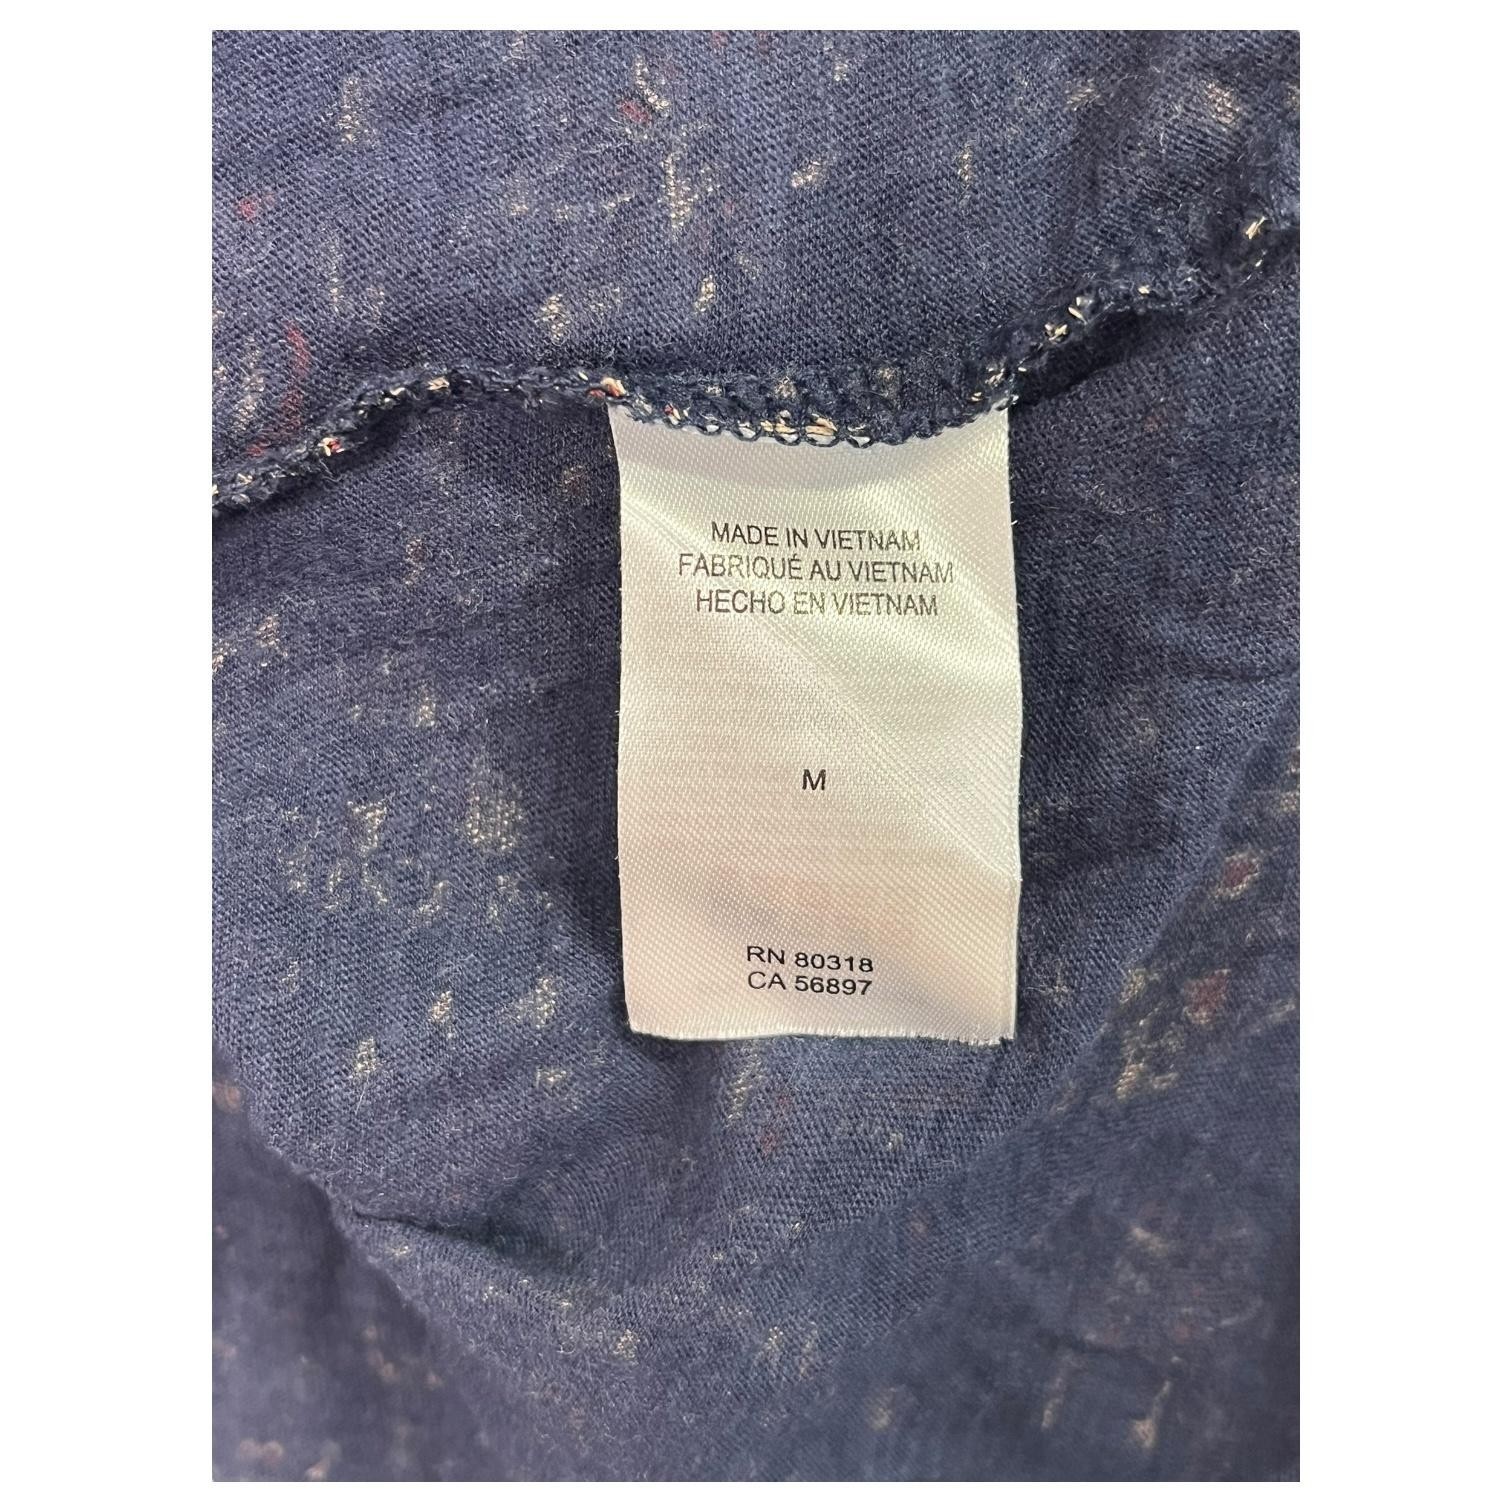 MADE IN VIETNAM
FABRIQUÉ AU VIETNAM
HECHO EN VIETNAM
M
RN 80318
CA 56897